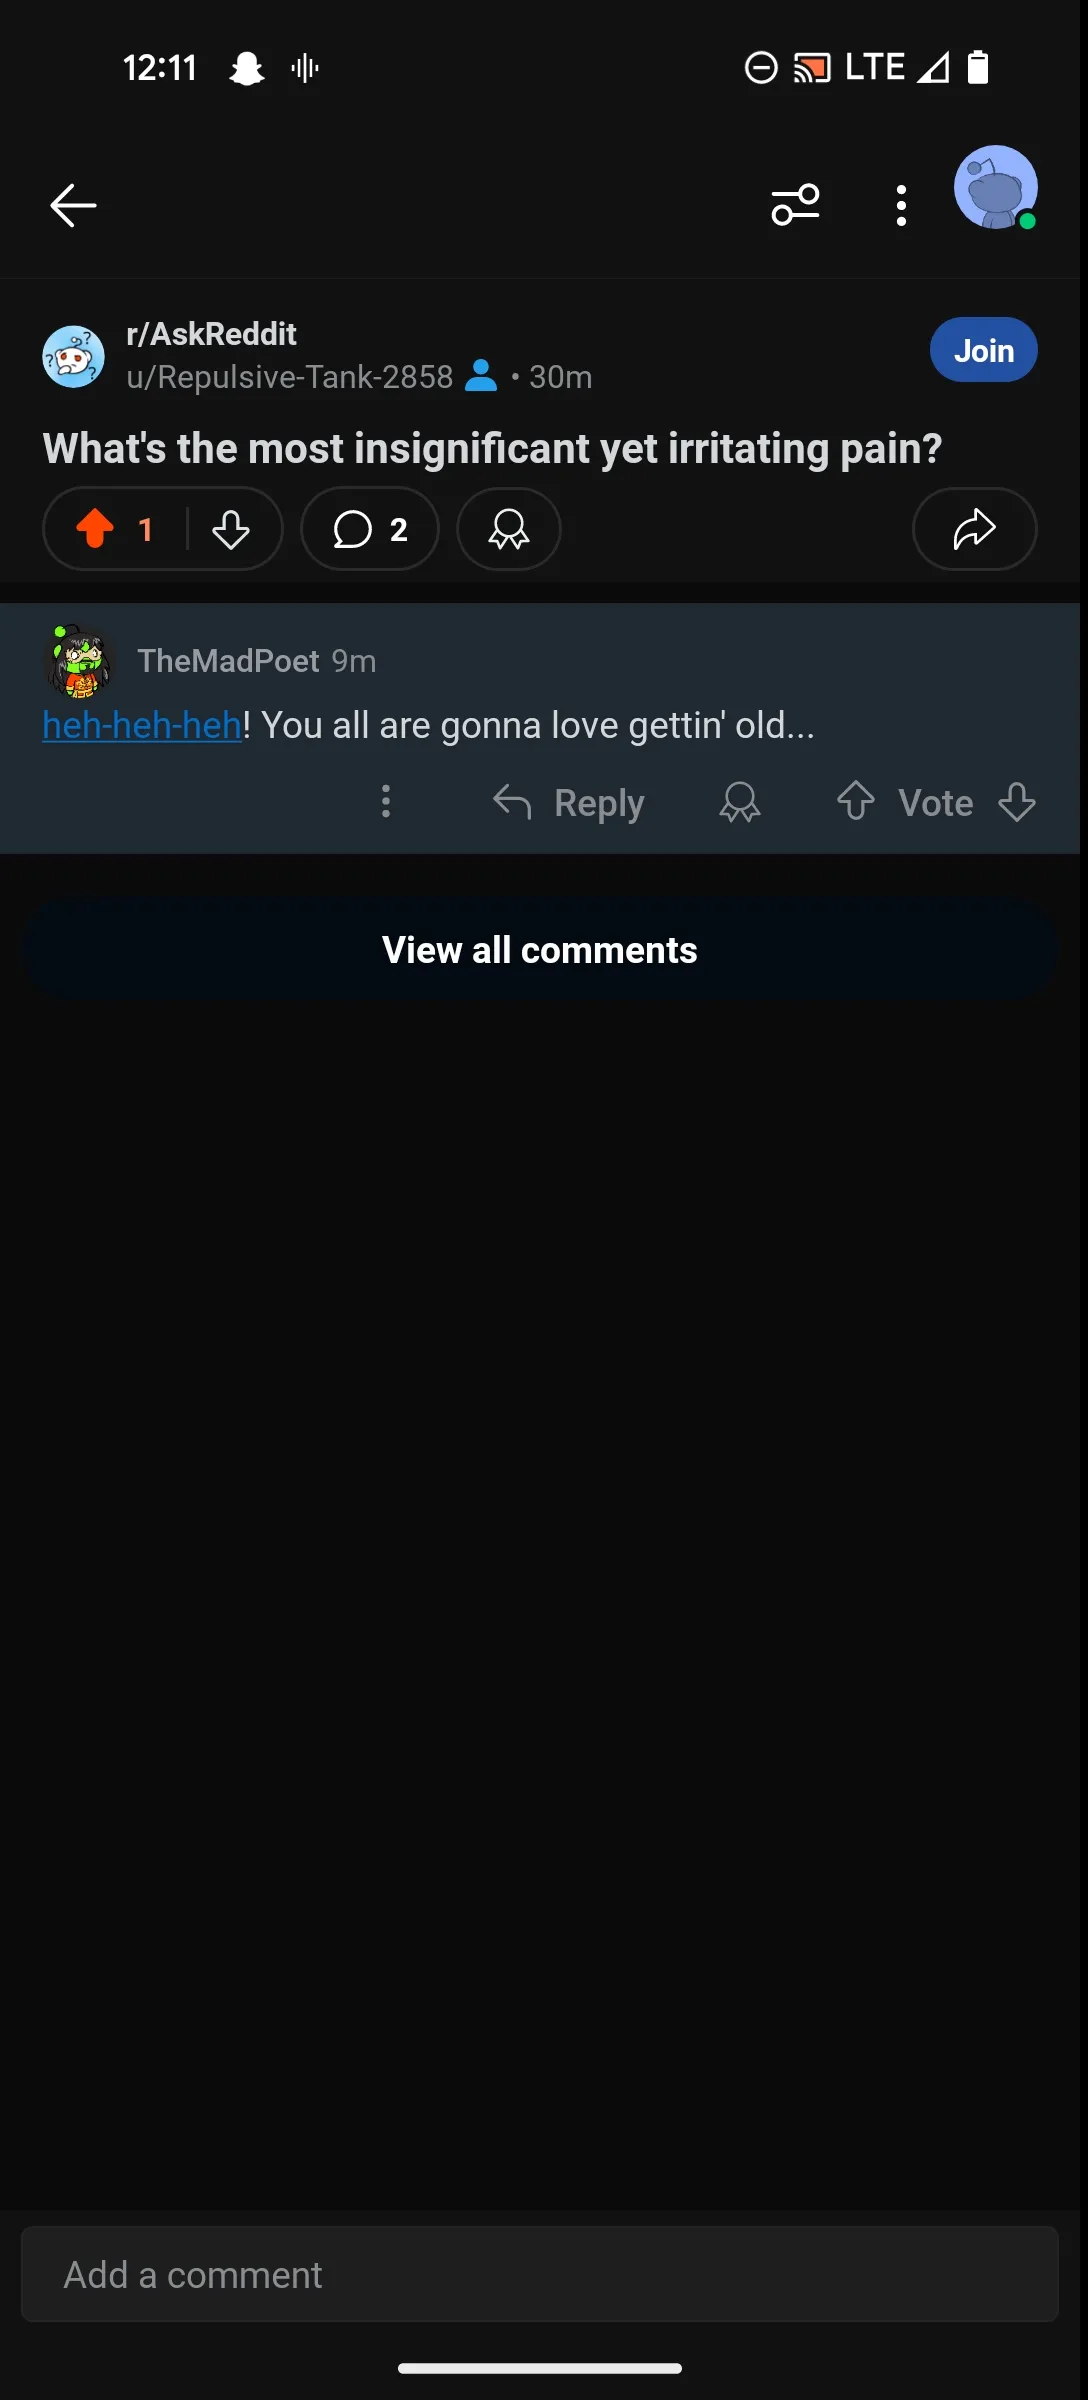 12:11 LTE
r/AskReddit
u/Repulsive-Tank-2858 • 30m
Join
What's the most insignificant yet irritating pain?
1 2
TheMadPoet 9m
heh-heh-heh! You all are gonna love gettin' old...
Reply Vote
View all comments
Add a comment